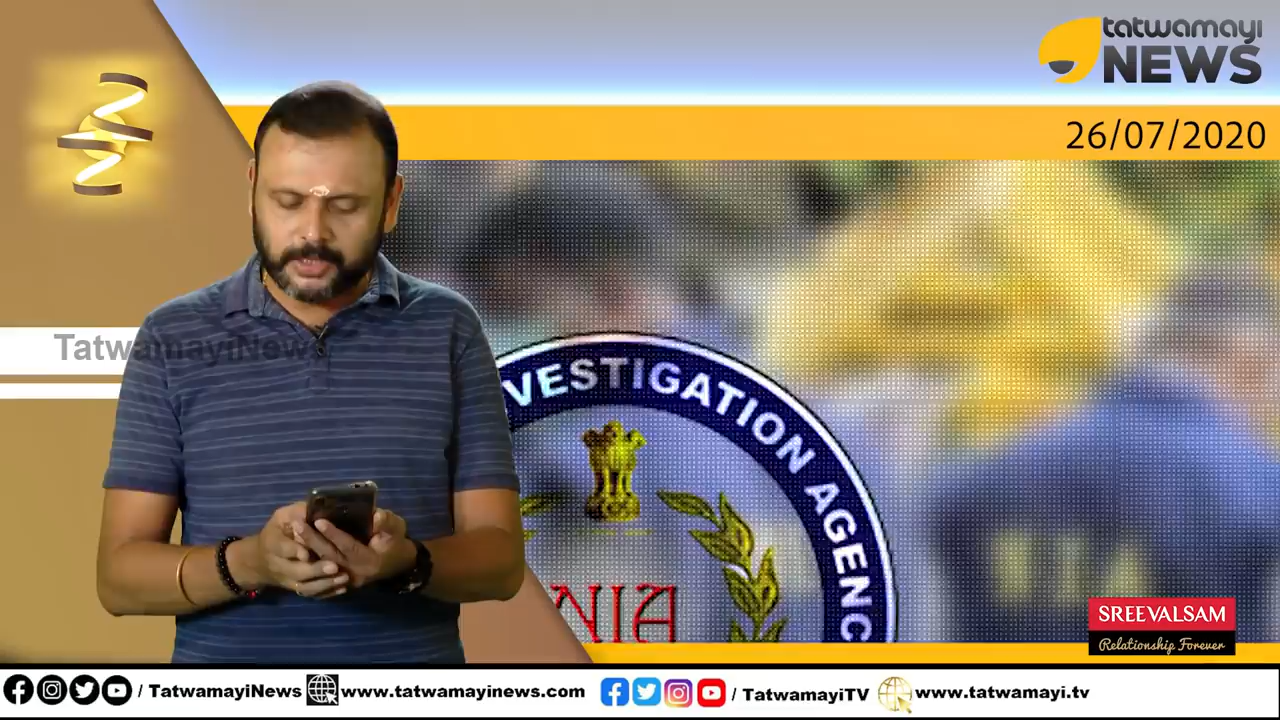 tatwamayi
NEWS
26/07/2020
TatwamayiNews
VESTIGATION AGENC
NIA
NIA
SREEVALSAM
Relationship Forever
/ TatwamayiNews www.tatwamayinews.com / TatwamayiTV www.tatwamayi.tv